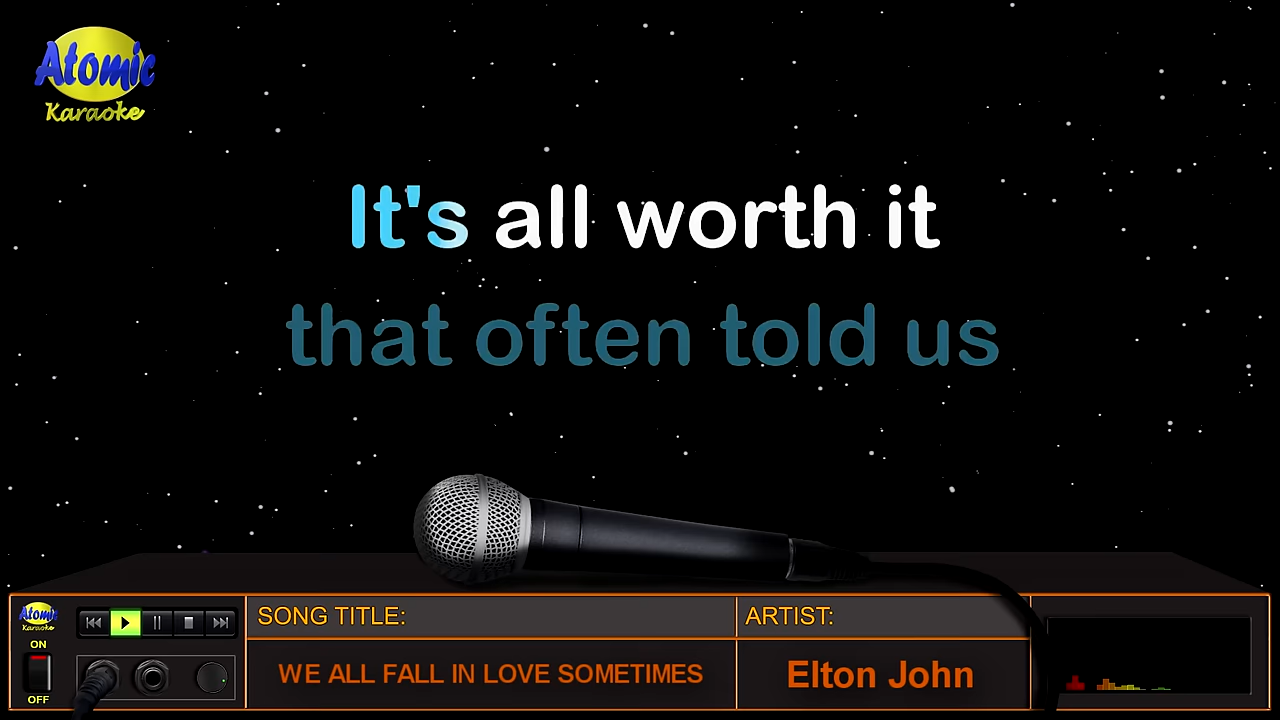 Atomic
Karaoke
It's all worth it
that often told us
Atomic
Karaoke
ON
OFF
SONG TITLE:
ARTIST:
WE ALL FALL IN LOVE SOMETIMES
Elton John